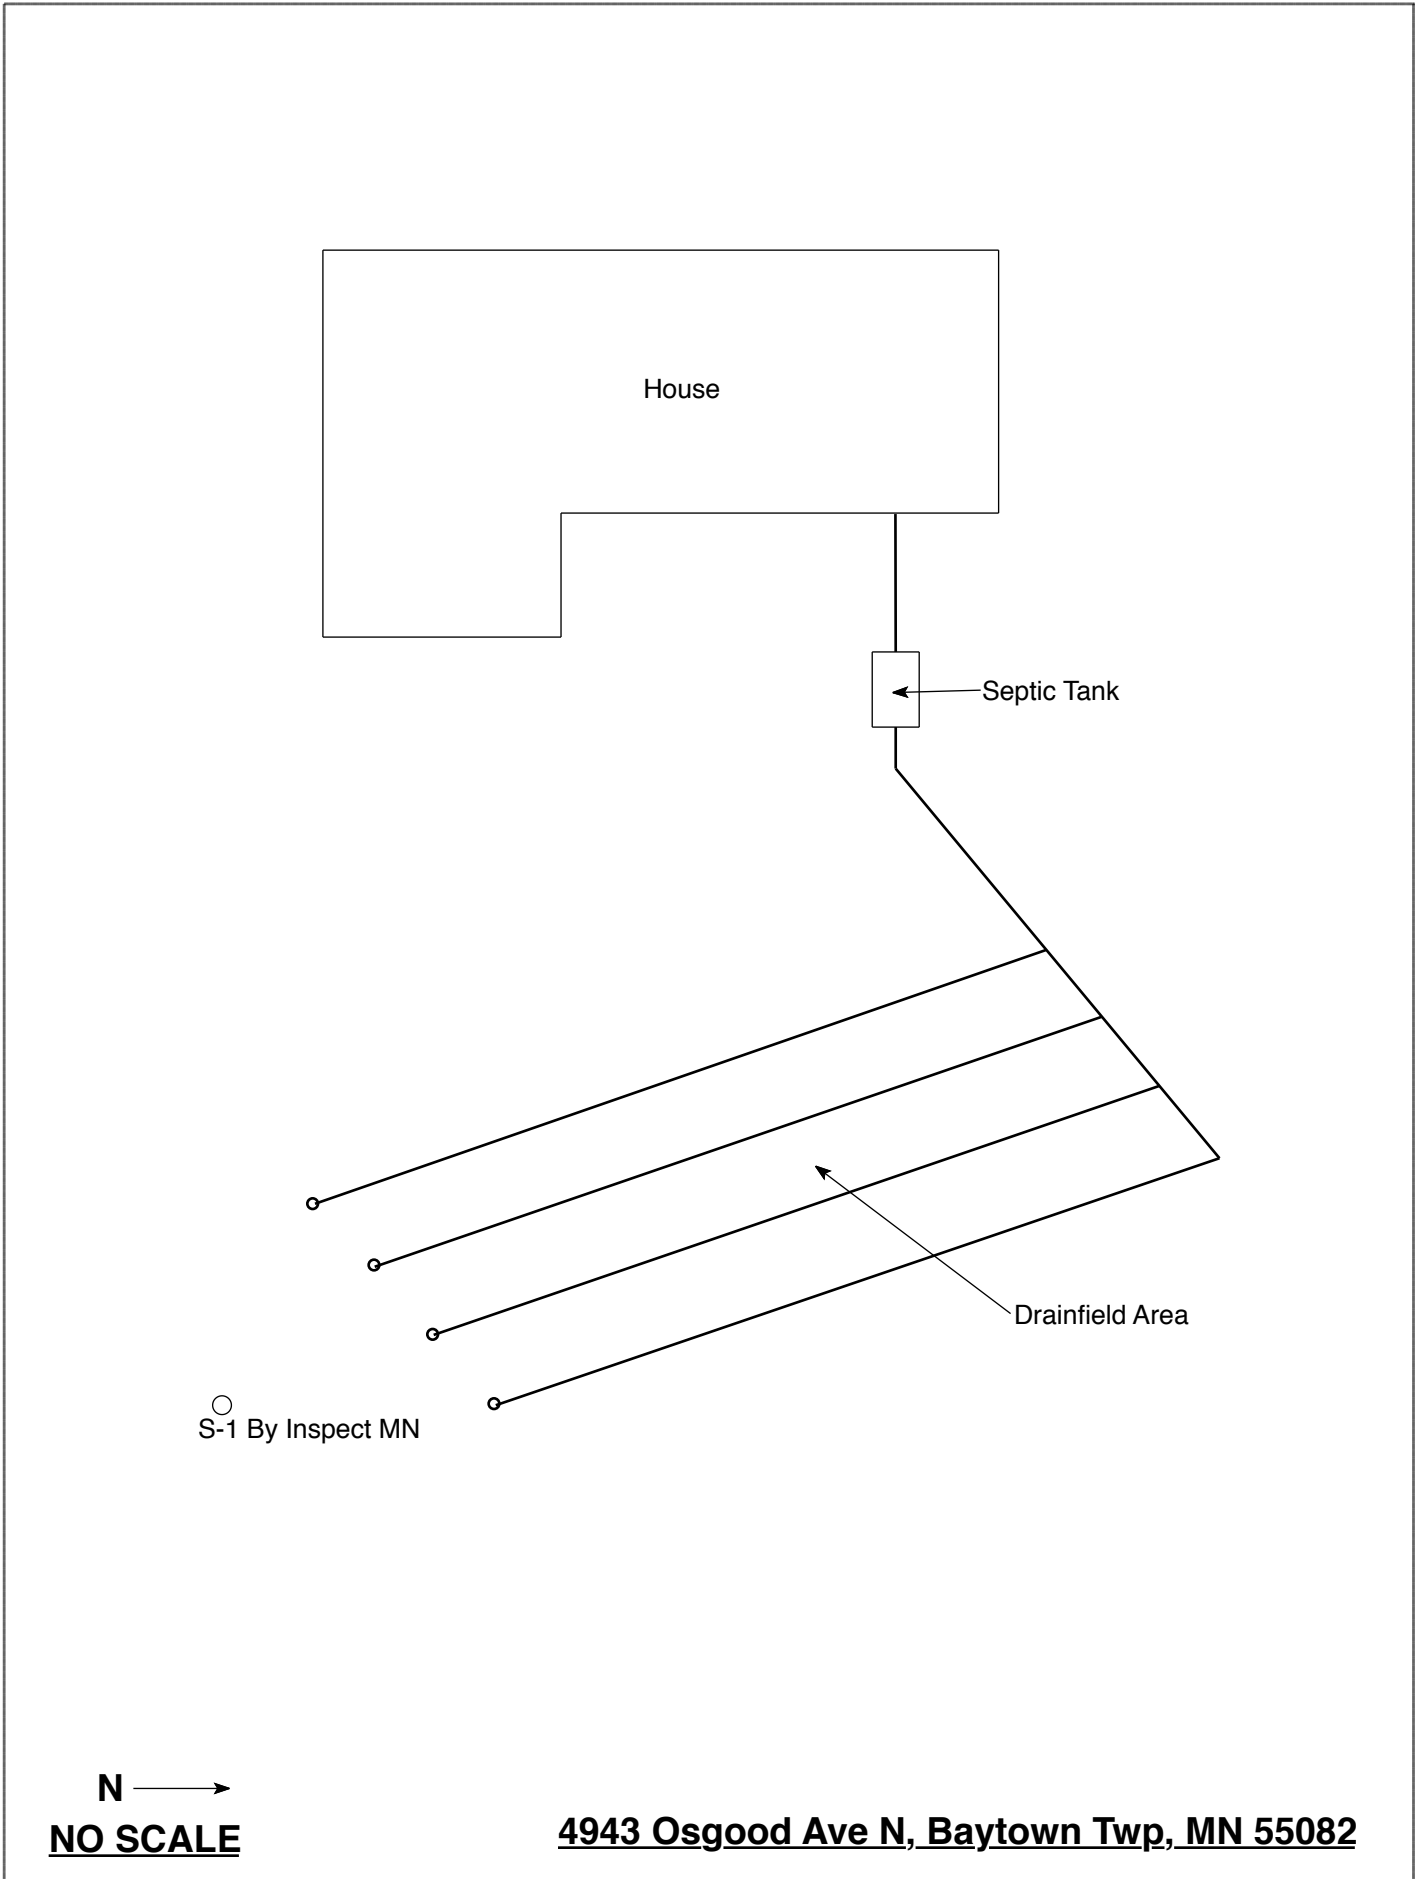 House
Septic Tank
Drainfield Area
S-1 By Inspect MN
N
NO SCALE
4943 Osgood Ave N, Baytown Twp, MN 55082